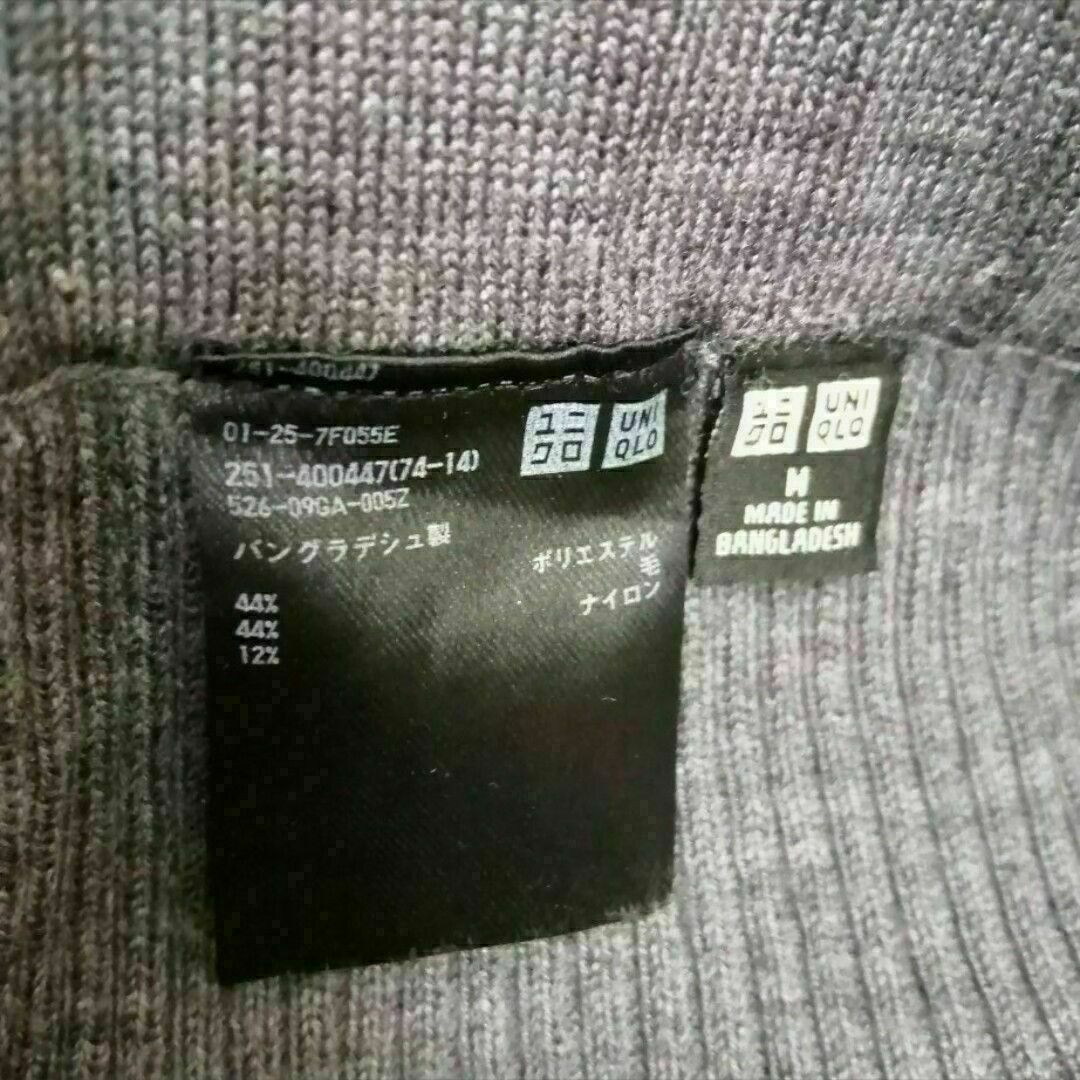 251-400447
01-25-7F055E
251-400447(74-14)
526-09GA-005Z
ユニ
クロ
UNI
QLO
バングラデシュ製
ポリエステル
毛
ナイロン
44%
44%
12%
ユニ
クロ
UNI
QLO
M
MADE IN
BANGLADESH